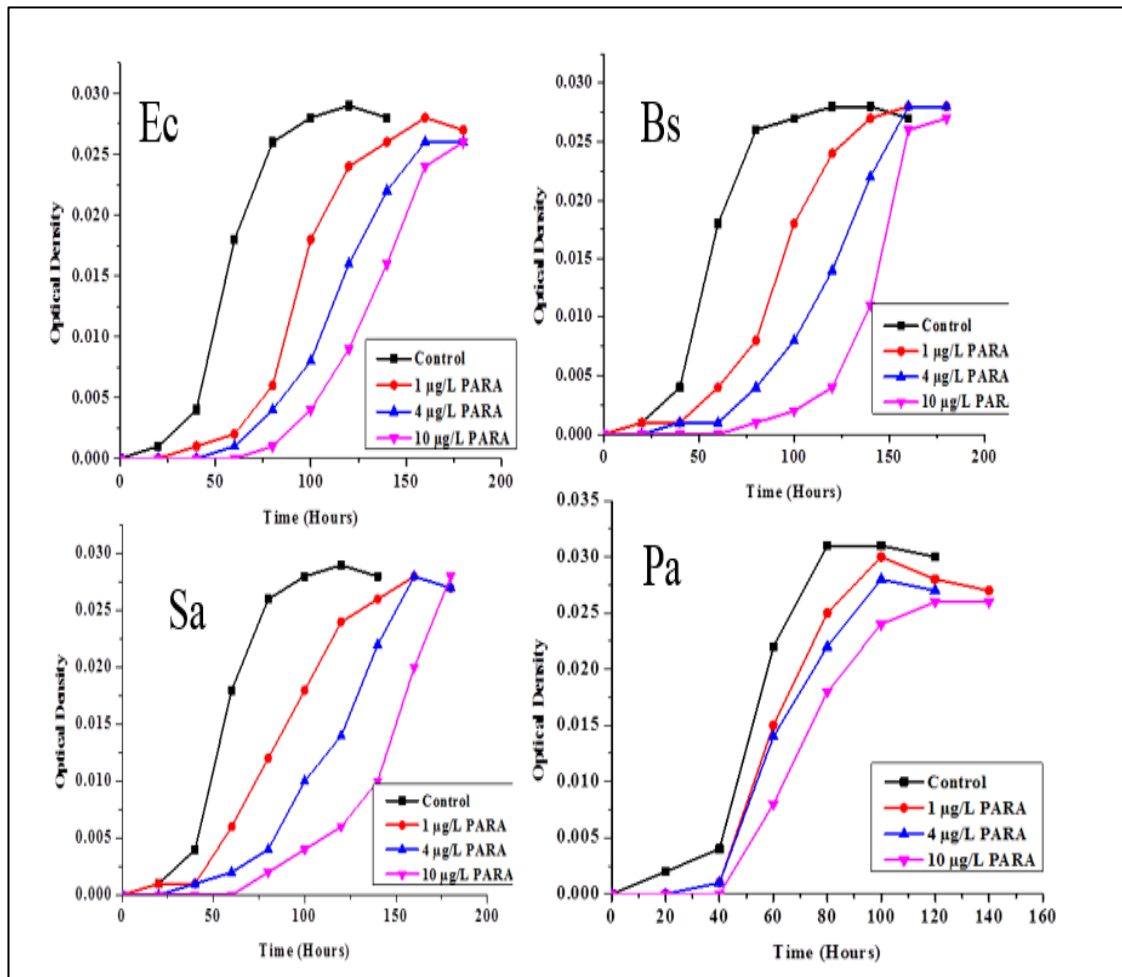 Ec
Optical Density
0.030
0.025
0.020
0.015
0.010
0.005
0.000
0
50
100
150
200
Time (Hours)
Control
1 µg/L PARA
4 µg/L PARA
10 µg/L PARA
Bs
Optical Density
0.030
0.025
0.020
0.015
0.010
0.005
0.000
0
50
100
150
200
Time (Hours)
Control
1 µg/L PARA
4 µg/L PARA
10 µg/L PAR
Sa
Optical Density
0.030
0.025
0.020
0.015
0.010
0.005
0.000
0
50
100
150
200
Time (Hours)
Control
1 µg/L PARA
4 µg/L PARA
10 µg/L PARA
Pa
Optical Density
0.035
0.030
0.025
0.020
0.015
0.010
0.005
0.000
0
20
40
60
80
100
120
140
160
Time (Hours)
Control
1 µg/L PARA
4 µg/L PARA
10 µg/L PARA